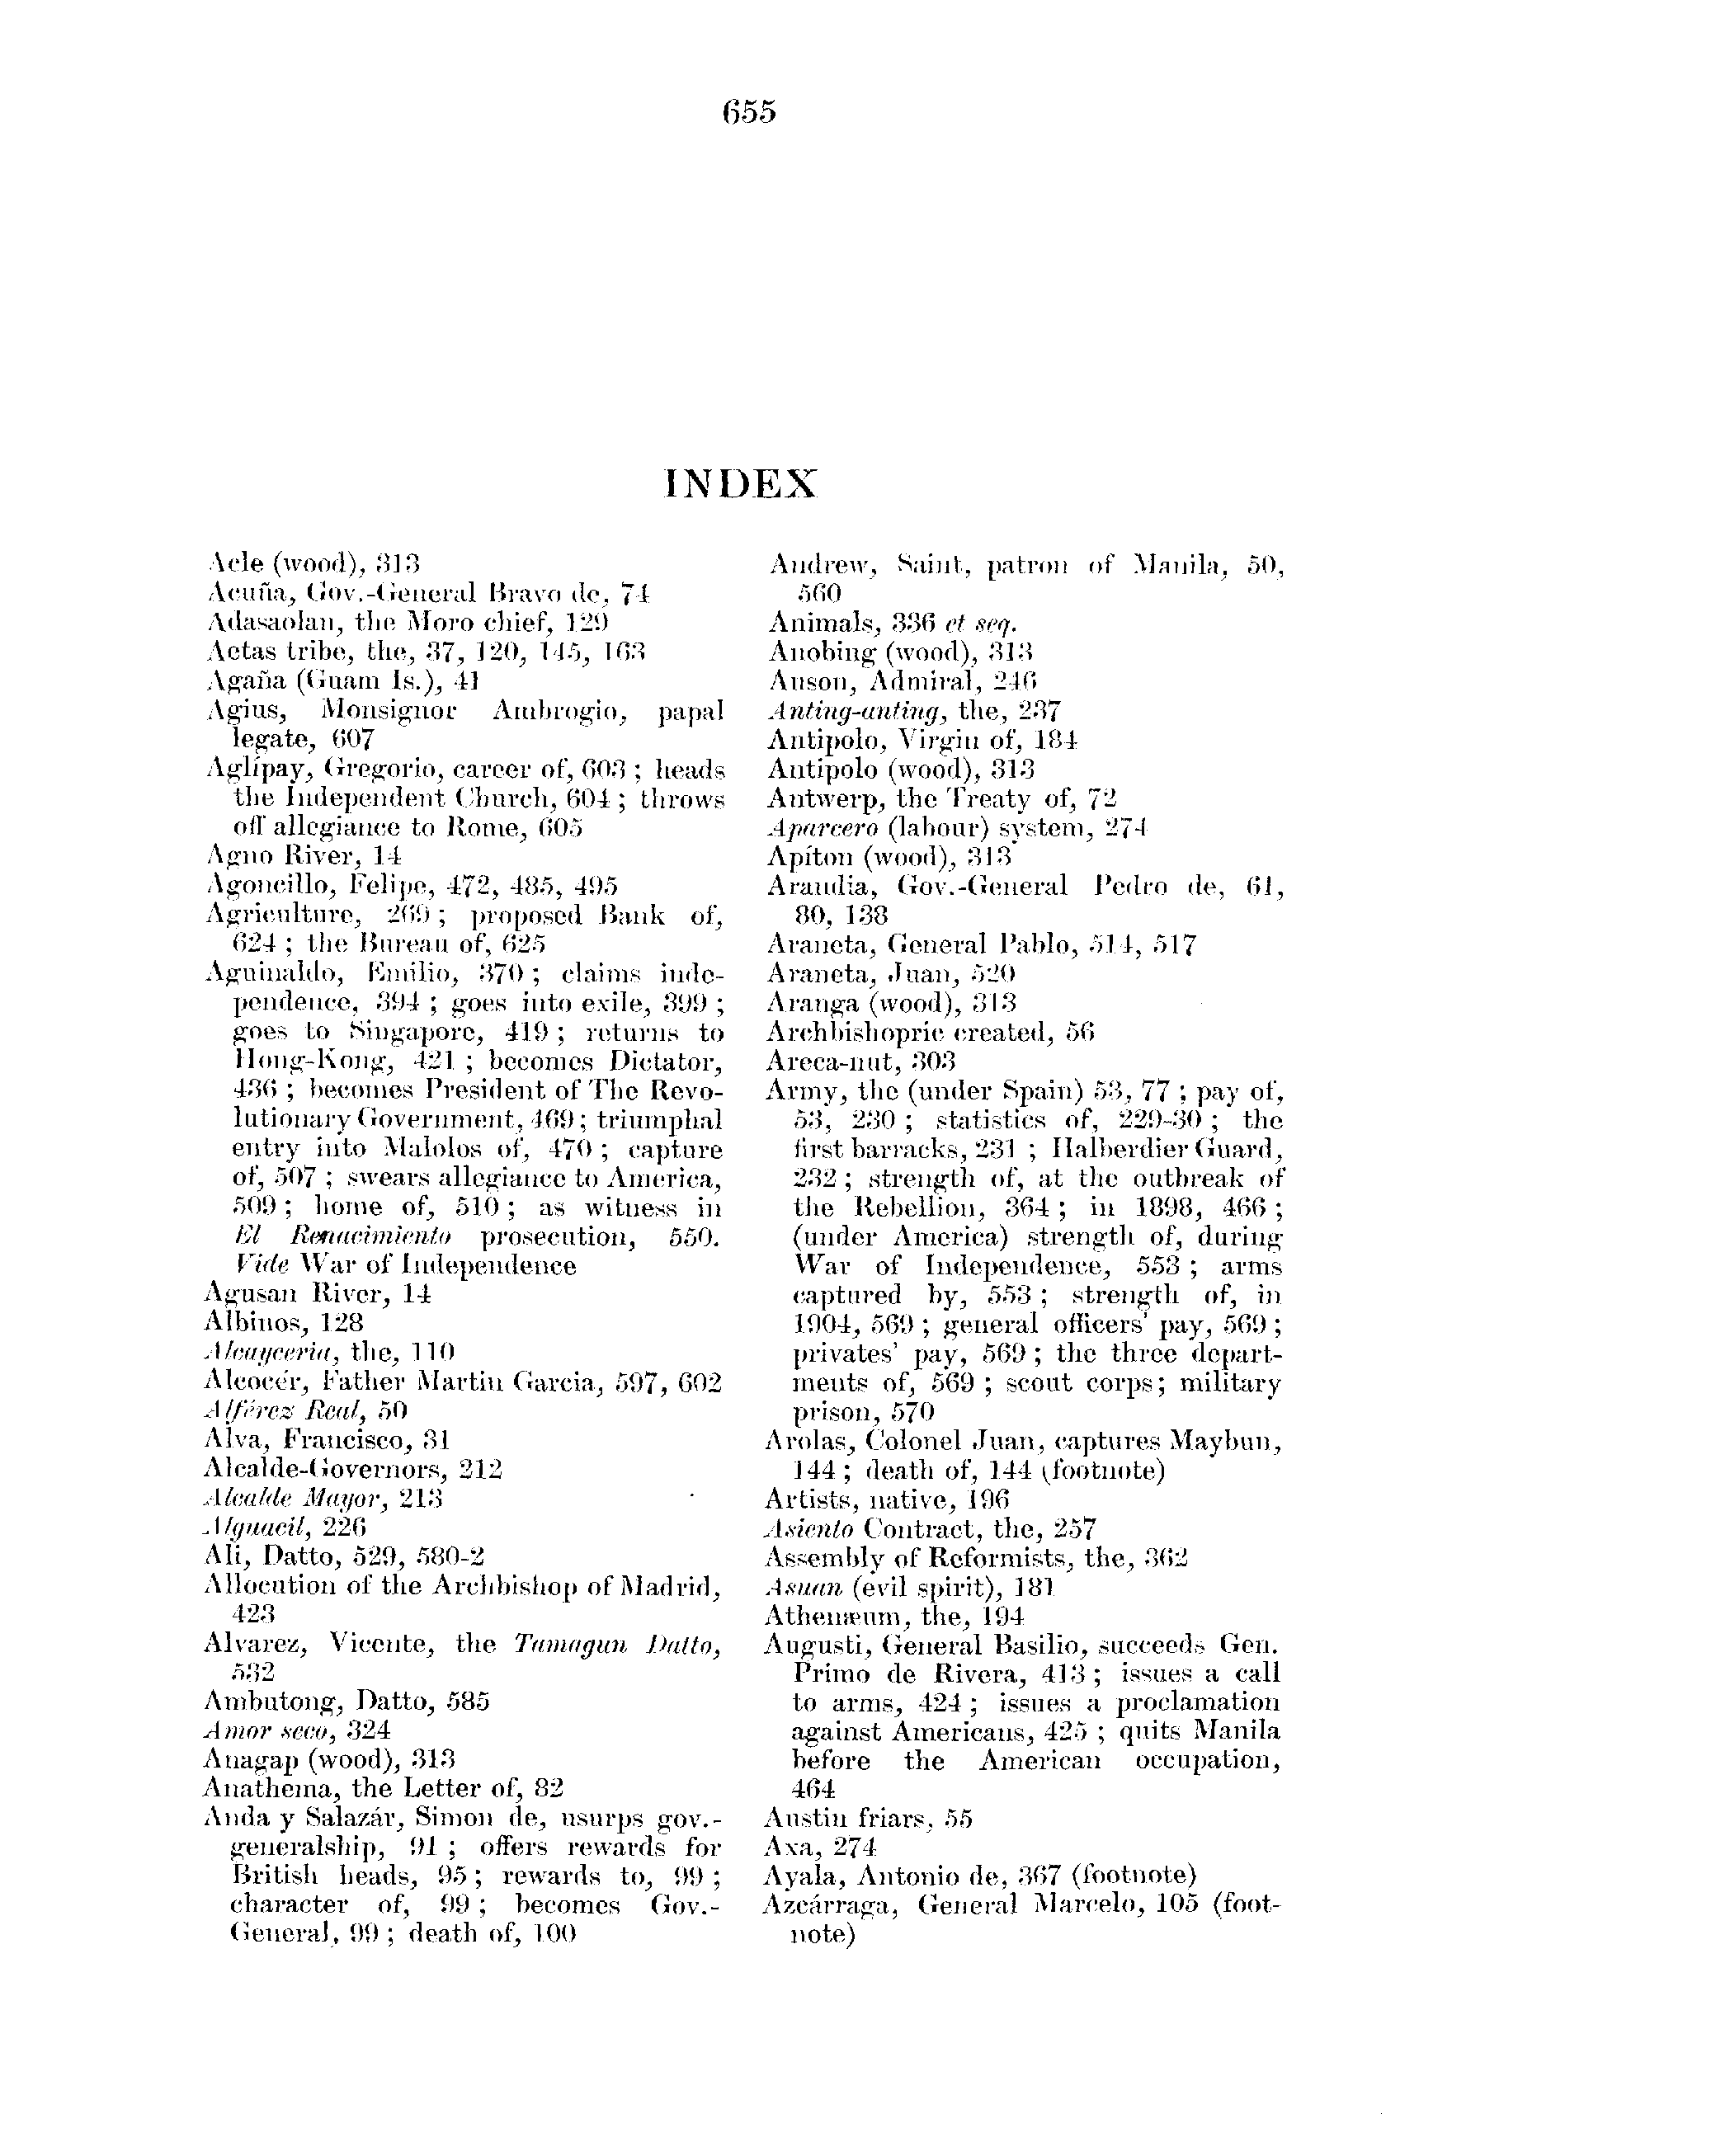 655
INDEX
Acle (wood), 313
Acuña, Gov.-General Bravo de, 74
Adasaolan, the Moro chief, 129
Aetas tribe, the, 37, 120, 145, 163
Agaña (Guam Is.), 41
Agius, Monsignor Ambrogio, papal
legate, 607
Aglípay, Gregorio, career of, 603 ; heads
the Independent Church, 604 ; throws
off allegiance to Rome, 605
Agno River, 14
Agoncillo, Felipe, 472, 485, 495
Agriculture, 269 ; proposed Bank of,
624 ; the Bureau of, 625
Aguinaldo, Emilio, 370 ; claims inde-
pendence, 394 ; goes into exile, 399 ;
goes to Singapore, 419 ; returns to
Hong-Kong, 421 ; becomes Dictator,
436 ; becomes President of The Revo-
lutionary Government, 469 ; triumphal
entry into Malolos of, 470 ; capture
of, 507 ; swears allegiance to America,
509 ; home of, 510 ; as witness in
El Renacimiento prosecution, 550.
Vide War of Independence
Agusan River, 14
Albinos, 128
Alcayceria, the, 110
Alcocér, Father Martin Garcia, 597, 602
Alférez Real, 50
Alva, Francisco, 31
Alcalde-Governors, 212
Alcalde Mayor, 213
Alguacil, 226
Ali, Datto, 529, 580-2
Allocution of the Archbishop of Madrid,
423
Alvarez, Vicente, the Tamagun Datto,
532
Ambutong, Datto, 585
Amor seco, 324
Anagap (wood), 313
Anathema, the Letter of, 82
Anda y Salazár, Simon de, usurps gov.-
generalship, 91 ; offers rewards for
British heads, 95 ; rewards to, 99 ;
character of, 99 ; becomes Gov.-
General, 99 ; death of, 100
Andrew, Saint, patron of Manila, 50,
560
Animals, 336 et seq.
Anobing (wood), 313
Anson, Admiral, 246
Anting-anting, the, 237
Antipolo, Virgin of, 184
Antipolo (wood), 313
Antwerp, the Treaty of, 72
Aparcero (labour) system, 274
Apíton (wood), 313
Arandia, Gov.-General Pedro de, 61,
80, 138
Araneta, General Pablo, 514, 517
Araneta, Juan, 520
Aranga (wood), 313
Archbishopric created, 56
Areca-nut, 303
Army, the (under Spain) 53, 77 ; pay of,
53, 230 ; statistics of, 229-30 ; the
first barracks, 231 ; Halberdier Guard,
232 ; strength of, at the outbreak of
the Rebellion, 364 ; in 1898, 466 ;
(under America) strength of, during
War of Independence, 553 ; arms
captured by, 553 ; strength of, in
1904, 569 ; general officers' pay, 569 ;
privates' pay, 569 ; the three depart-
ments of, 569 ; scout corps; military
prison, 570
Arolas, Colonel Juan, captures Maybun,
144 ; death of, 144 (footnote)
Artists, native, 196
Asiento Contract, the, 257
Assembly of Reformists, the, 362
Asuan (evil spirit), 181
Athenæum, the, 194
Augusti, General Basilio, succeeds Gen.
Primo de Rivera, 413 ; issues a call
to arms, 424 ; issues a proclamation
against Americans, 425 ; quits Manila
before the American occupation,
464
Austin friars, 55
Axa, 274
Ayala, Antonio de, 367 (footnote)
Azcárraga, General Marcelo, 105 (foot-
note)